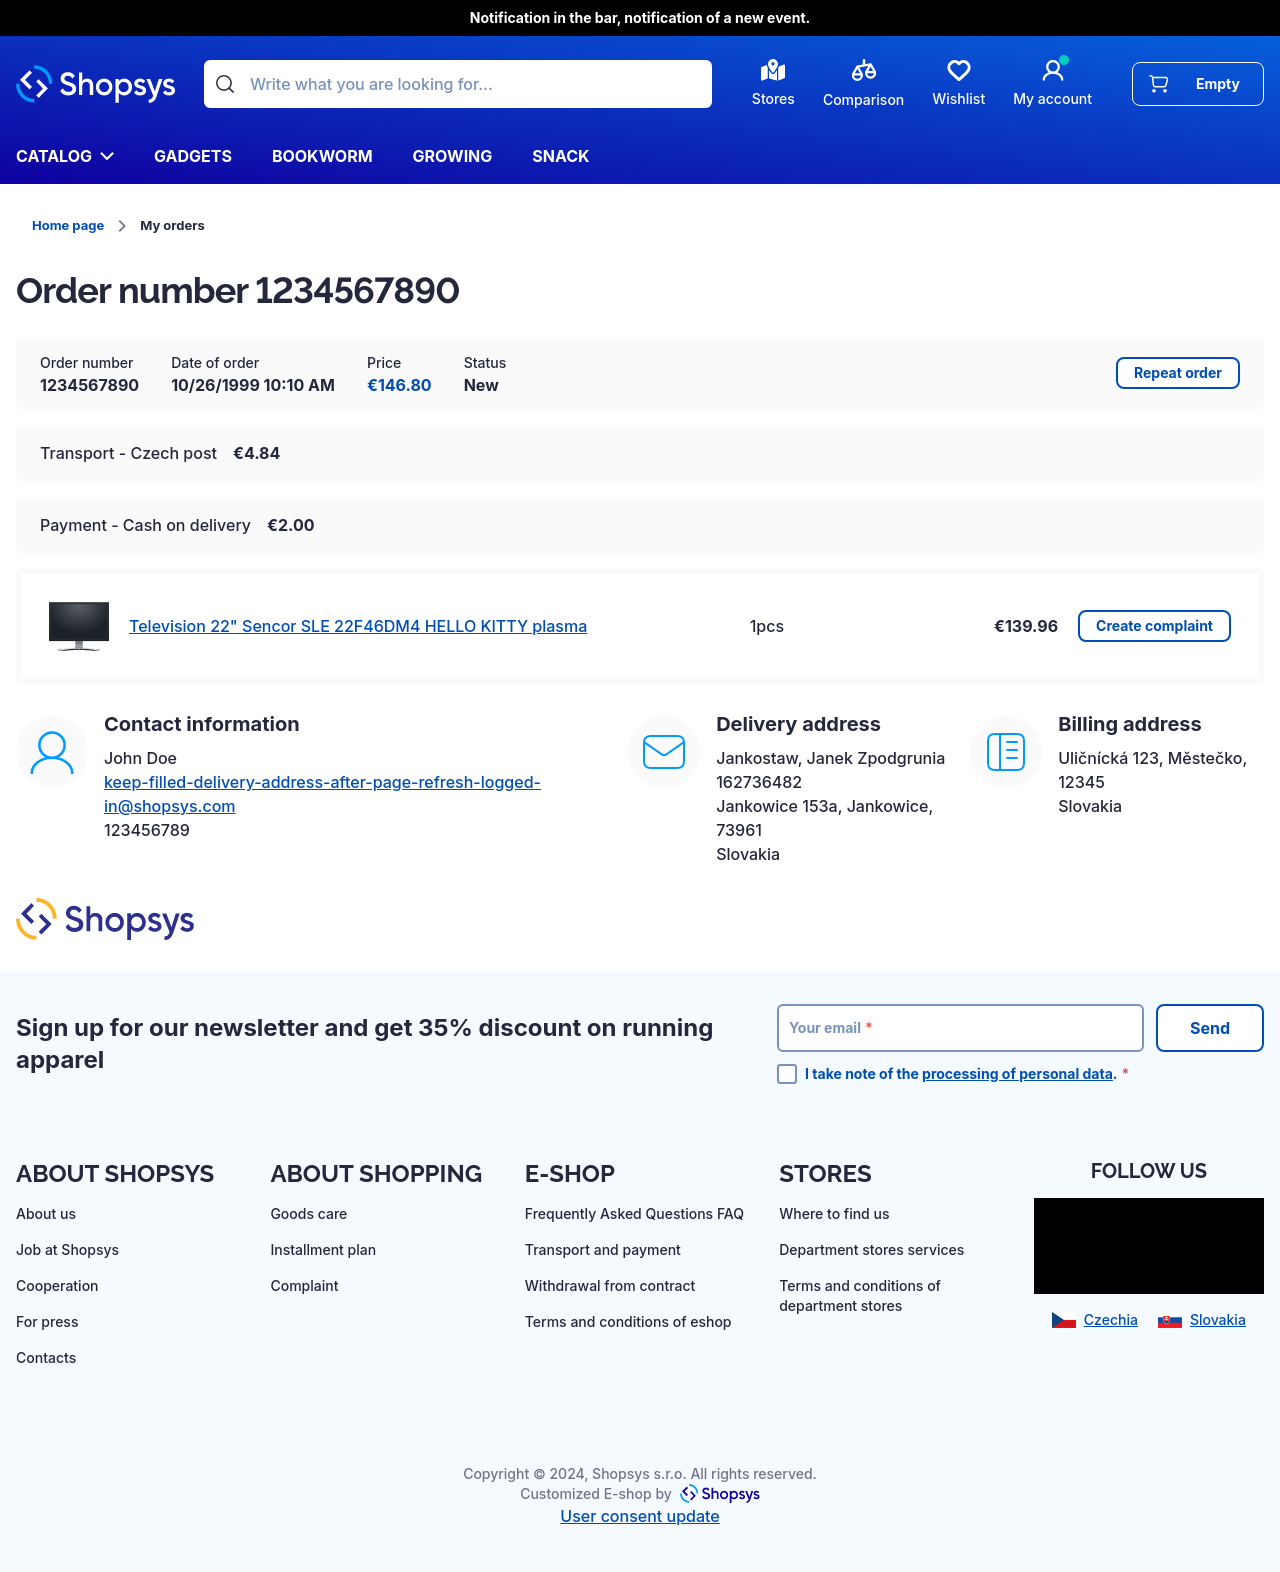 Notification in the bar, notification of a new event.
Shopsys
Write what you are looking for...
Stores
Comparison
Wishlist
My account
Empty
CATALOG
GADGETS
BOOKWORM
GROWING
SNACK
Home page
My orders
Order number 1234567890
Order number
1234567890
Date of order
10/26/1999 10:10 AM
Price
€146.80
Status
New
Repeat order
Transport - Czech post €4.84
Payment - Cash on delivery €2.00
Television 22" Sencor SLE 22F46DM4 HELLO KITTY plasma
1pcs
€139.96
Create complaint
Contact information
John Doe
keep-filled-delivery-address-after-page-refresh-logged-
in@shopsys.com
123456789
Delivery address
Jankostaw, Janek Zpodgrunia
162736482
Jankowice 153a, Jankowice,
73961
Slovakia
Billing address
Uličnícká 123, Městečko,
12345
Slovakia
Shopsys
Sign up for our newsletter and get 35% discount on running
apparel
Your email *
Send
I take note of the processing of personal data. *
ABOUT SHOPSYS
About us
Job at Shopsys
Cooperation
For press
Contacts
ABOUT SHOPPING
Goods care
Installment plan
Complaint
E-SHOP
Frequently Asked Questions FAQ
Transport and payment
Withdrawal from contract
Terms and conditions of eshop
STORES
Where to find us
Department stores services
Terms and conditions of
department stores
FOLLOW US
Czechia
Slovakia
Copyright © 2024, Shopsys s.r.o. All rights reserved.
Customized E-shop by Shopsys
User consent update